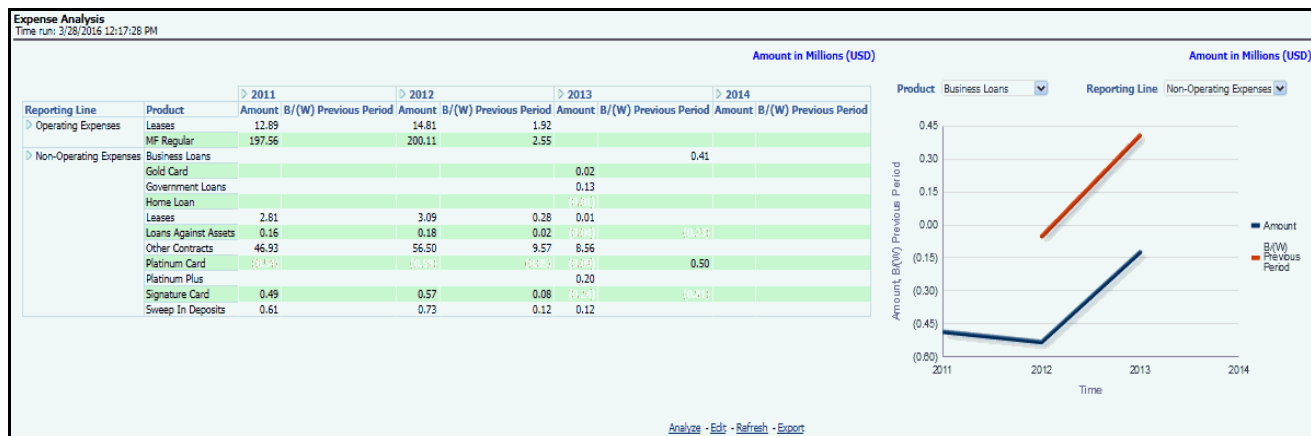 Expense Analysis
Time run: 3/28/2016 12:17:28 PM
Amount in Millions (USD)
Amount in Millions (USD)
2011 2012 2013 2014
Reporting Line Product Amount B/(W) Previous Period Amount B/(W) Previous Period Amount B/(W) Previous Period Amount B/(W) Previous Period
Operating Expenses Leases 12.89 14.81 1.92
MF Regular 197.56 200.11 2.55
Non-Operating Expenses Business Loans 0.41
Gold Card 0.02
Government Loans 0.13
Home Loan
Leases 2.81 3.09 0.28 0.01
Loans Against Assets 0.16 0.18 0.02
Other Contracts 46.93 56.50 9.57 8.56
Platinum Card 0.50
Platinum Plus 0.20
Signature Card 0.49 0.57 0.08
Sweep In Deposits 0.61 0.73 0.12 0.12
Product Business Loans Reporting Line Non-Operating Expenses
Amount, B/(W) Previous Period
0.45
0.30
0.15
0.00
(0.15)
(0.30)
(0.45)
(0.60)
2011 2012 2013 2014
Time
Amount
B/(W)
Previous
Period
Analyze - Edit - Refresh - Export